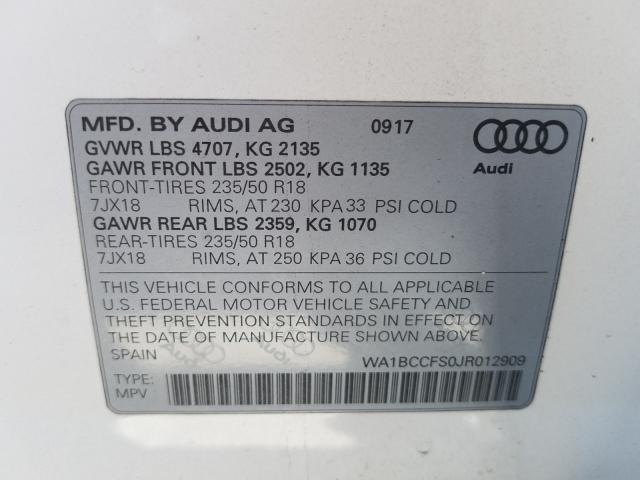 MFD. BY AUDI AG 0917
GVWR LBS 4707, KG 2135
GAWR FRONT LBS 2502, KG 1135
Audi
FRONT-TIRES 235/50 R18
7JX18 RIMS, AT 230 KPA 33 PSI COLD
GAWR REAR LBS 2359, KG 1070
REAR-TIRES 235/50 R18
7JX18 RIMS, AT 250 KPA 36 PSI COLD
THIS VEHICLE CONFORMS TO ALL APPLICABLE
U.S. FEDERAL MOTOR VEHICLE SAFETY AND
THEFT PREVENTION STANDARDS IN EFFECT ON
THE DATE OF MANUFACTURE SHOWN ABOVE
SPAIN WA1BCCFS0JR012909
TYPE:
MPV